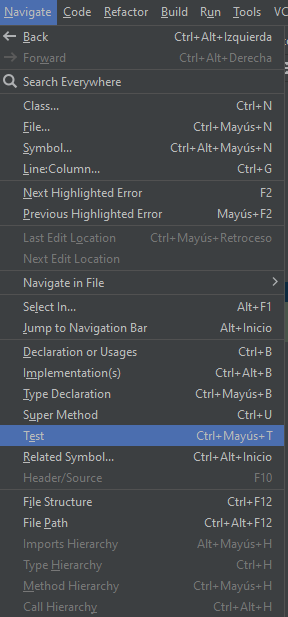 Navigate Code Refactor Build Run Tools VC
Back Ctrl+Alt+Izquierda
Forward Ctrl+Alt+Derecha
Search Everywhere
Class... Ctrl+N
File... Ctrl+Mayús+N
Symbol... Ctrl+Alt+Mayús+N
Line:Column... Ctrl+G
Next Highlighted Error F2
Previous Highlighted Error Mayús+F2
Last Edit Location Ctrl+Mayús+Retroceso
Next Edit Location
Navigate in File
Select In... Alt+F1
Jump to Navigation Bar Alt+Inicio
Declaration or Usages Ctrl+B
Implementation(s) Ctrl+Alt+B
Type Declaration Ctrl+Mayús+B
Super Method Ctrl+U
Test Ctrl+Mayús+T
Related Symbol... Ctrl+Alt+Inicio
Header/Source F10
File Structure Ctrl+F12
File Path Ctrl+Alt+F12
Imports Hierarchy Alt+Mayús+H
Type Hierarchy Ctrl+H
Method Hierarchy Ctrl+Mayús+H
Call Hierarchy Ctrl+Alt+H